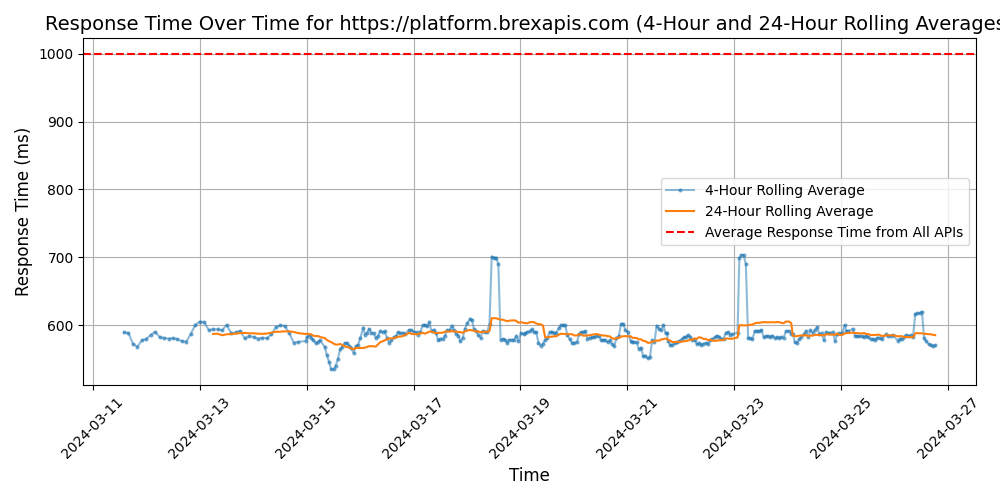 Response Time Over Time for https://platform.brexapis.com (4-Hour and 24-Hour Rolling Averages
Response Time (ms)
1000
900
800
700
600
4-Hour Rolling Average
24-Hour Rolling Average
Average Response Time from All APIs
2024-03-11
2024-03-13
2024-03-15
2024-03-17
2024-03-19
2024-03-21
2024-03-23
2024-03-25
2024-03-27
Time